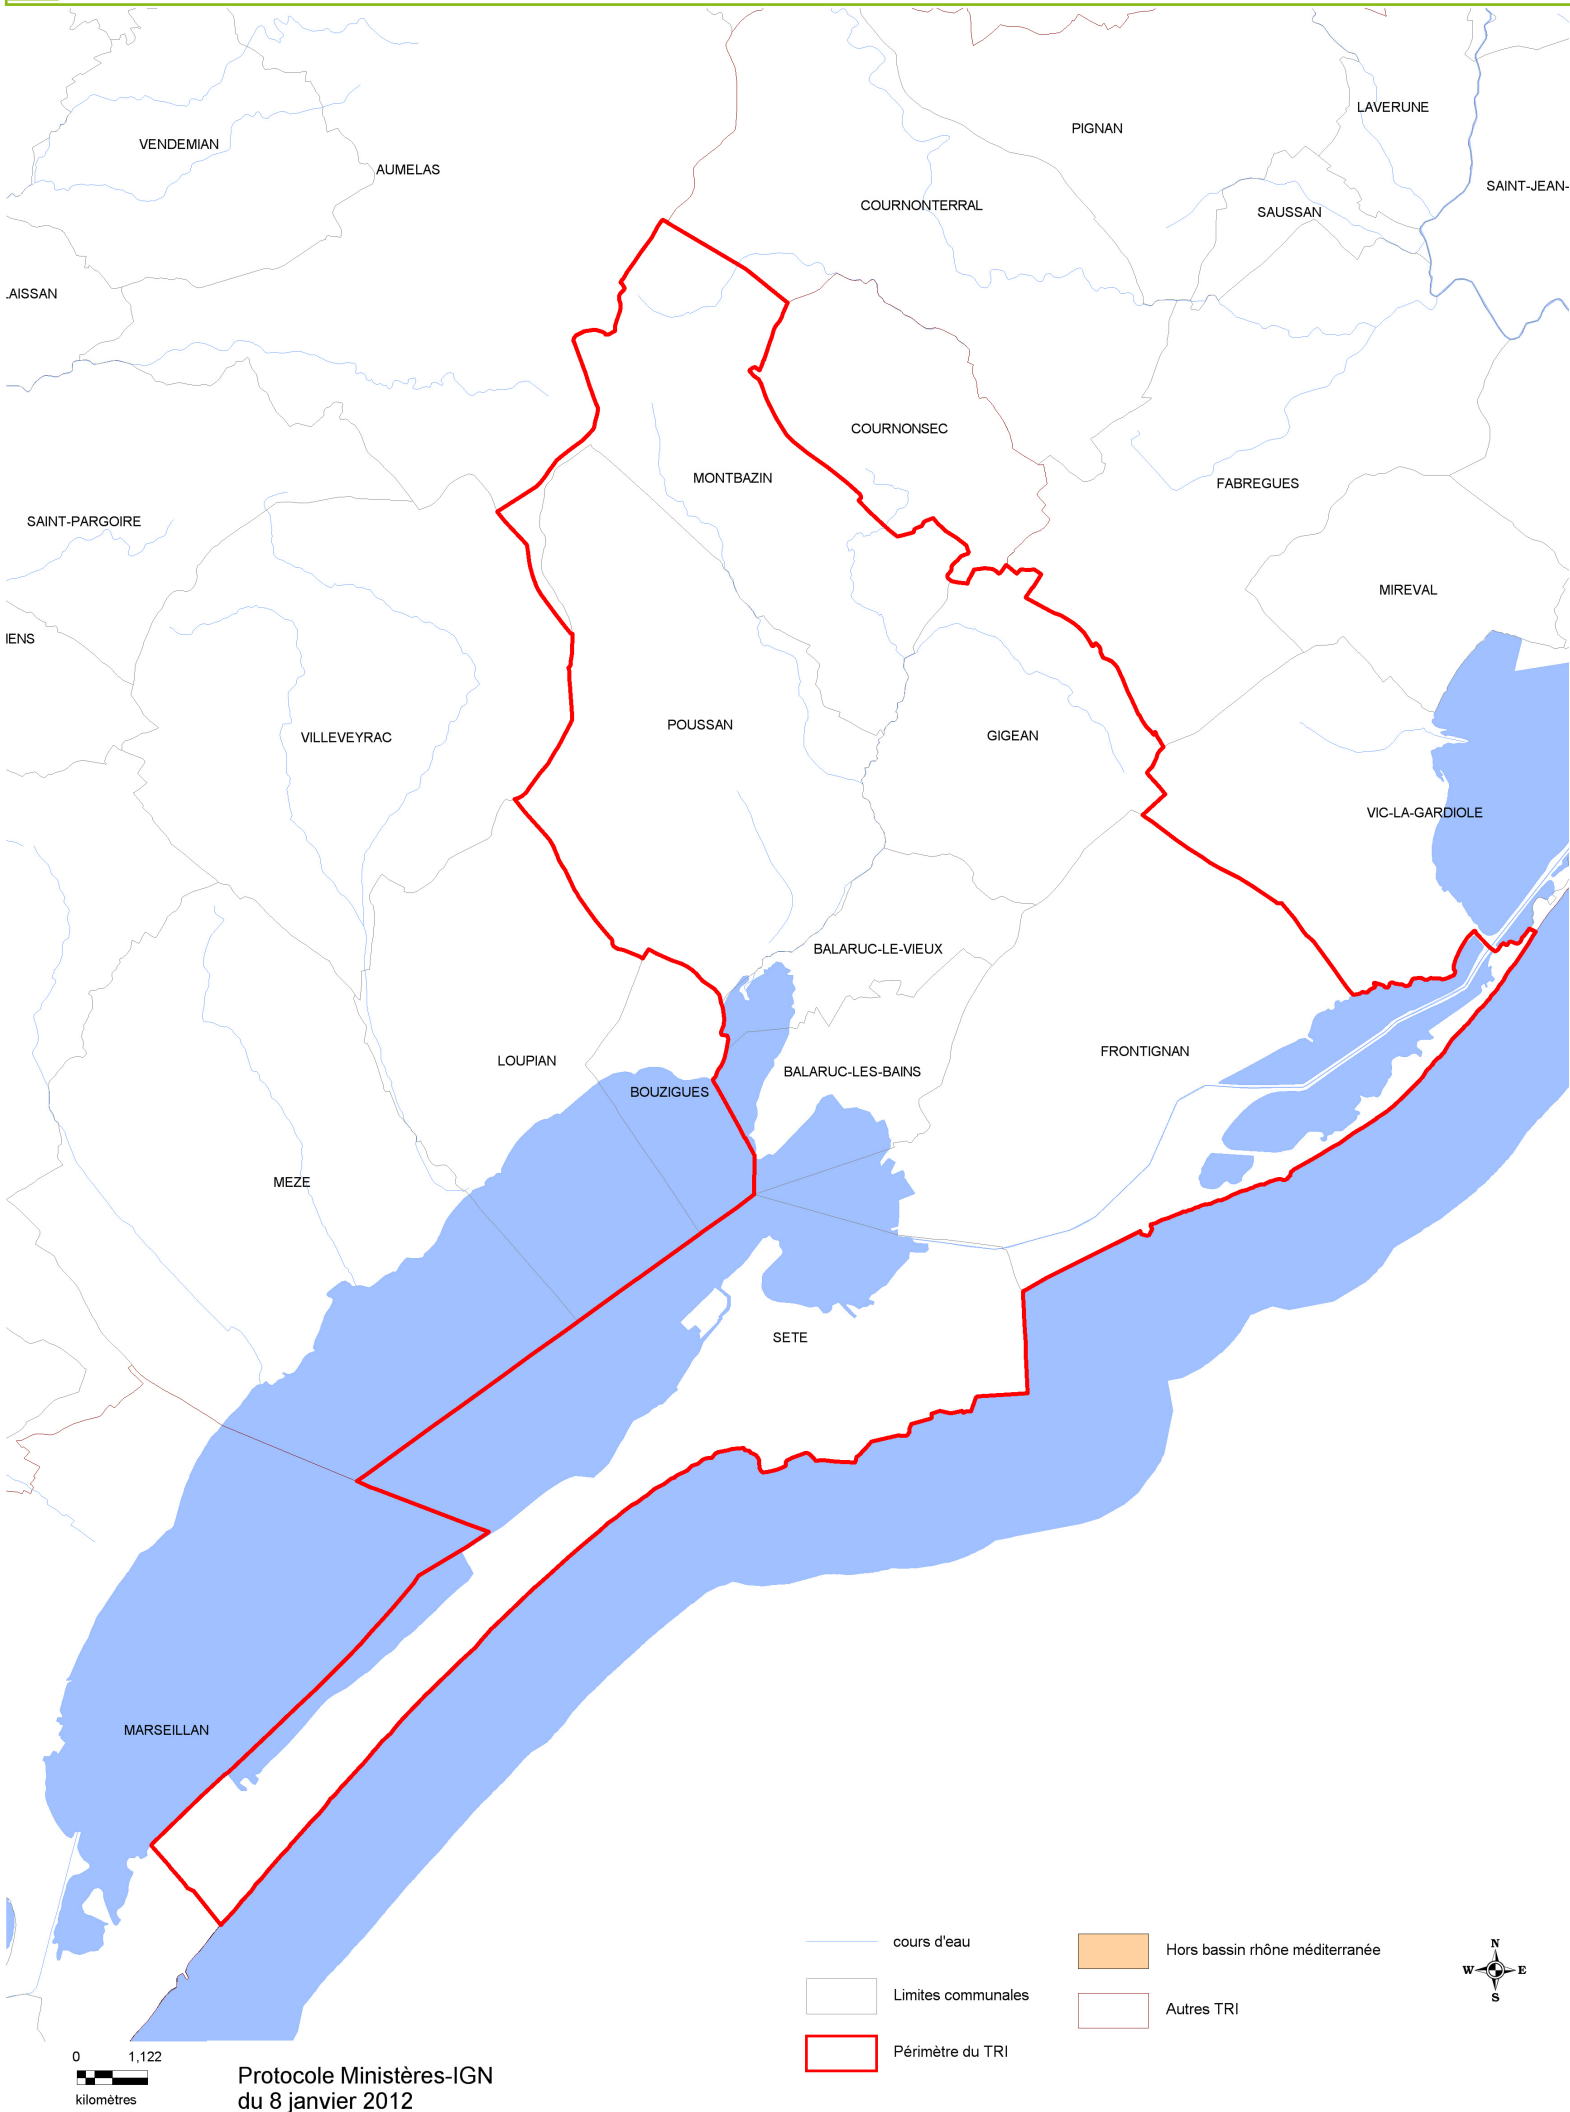 LAVERUNE
PIGNAN
VENDEMIAN
AUMELAS
SAINT-JEAN-
COURNONTERRAL
SAUSSAN
AISSAN
COURNONSEC
MONTBAZIN
FABREGUES
SAINT-PARGOIRE
MIREVAL
IENS
POUSSAN
GIGEAN
VILLEVEYRAC
VIC-LA-GARDIOLE
BALARUC-LE-VIEUX
FRONTIGNAN
LOUPIAN
BALARUC-LES-BAINS
BOUZIGUES
MEZE
SETE
MARSEILLAN
cours d'eau
Limites communales
Périmètre du TRI
Hors bassin rhône méditerranée
Autres TRI
N
W E
S
0 1,122
kilomètres
Protocole Ministères-IGN
du 8 janvier 2012